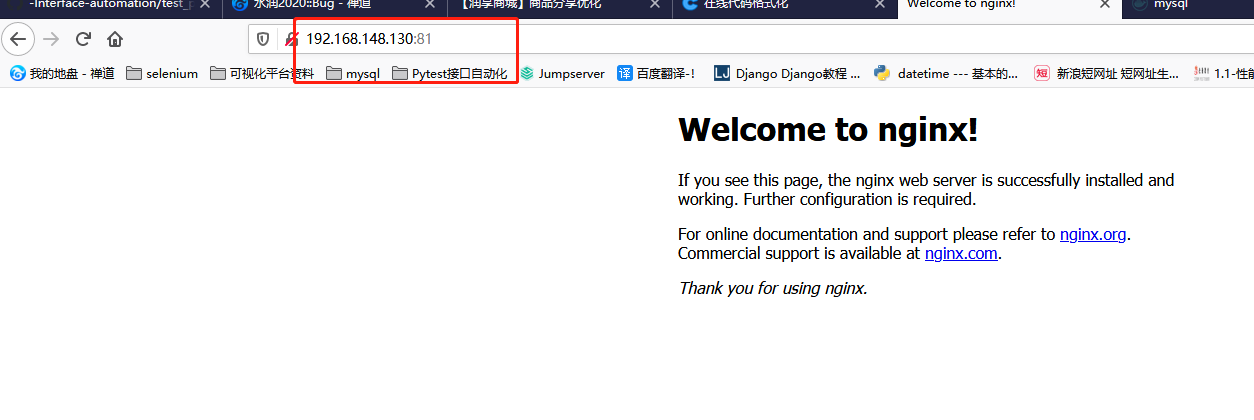 -Interface-automation/test_
水润2020::Bug - 禅道
【润享商城】商品分享优化
在线代码格式化
Welcome to nginx!
mysql
192.168.148.130:81
我的地盘 - 禅道
selenium
可视化平台资料
mysql
Pytest接口自动化
Jumpserver
译 百度翻译-!
LJ Django Django教程 ...
datetime --- 基本的...
短 新浪短网址 短网址生...
1.1-性能
Welcome to nginx!
If you see this page, the nginx web server is successfully installed and
working. Further configuration is required.
For online documentation and support please refer to nginx.org.
Commercial support is available at nginx.com.
Thank you for using nginx.